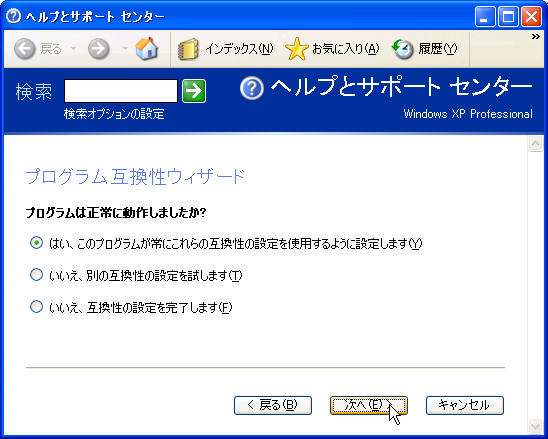 ヘルプとサポート センター
戻る インデックス(N) お気に入り(A) 履歴(Y) »
検索 ヘルプとサポート センター
検索オプションの設定 Windows XP Professional
プログラム互換性ウィザード
プログラムは正常に動作しましたか?
はい、このプログラムが常にこれらの互換性の設定を使用するように設定します(Y)
いいえ、別の互換性の設定を試します(T)
いいえ、互換性の設定を完了します(F)
< 戻る(B) 次へ(E) > キャンセル